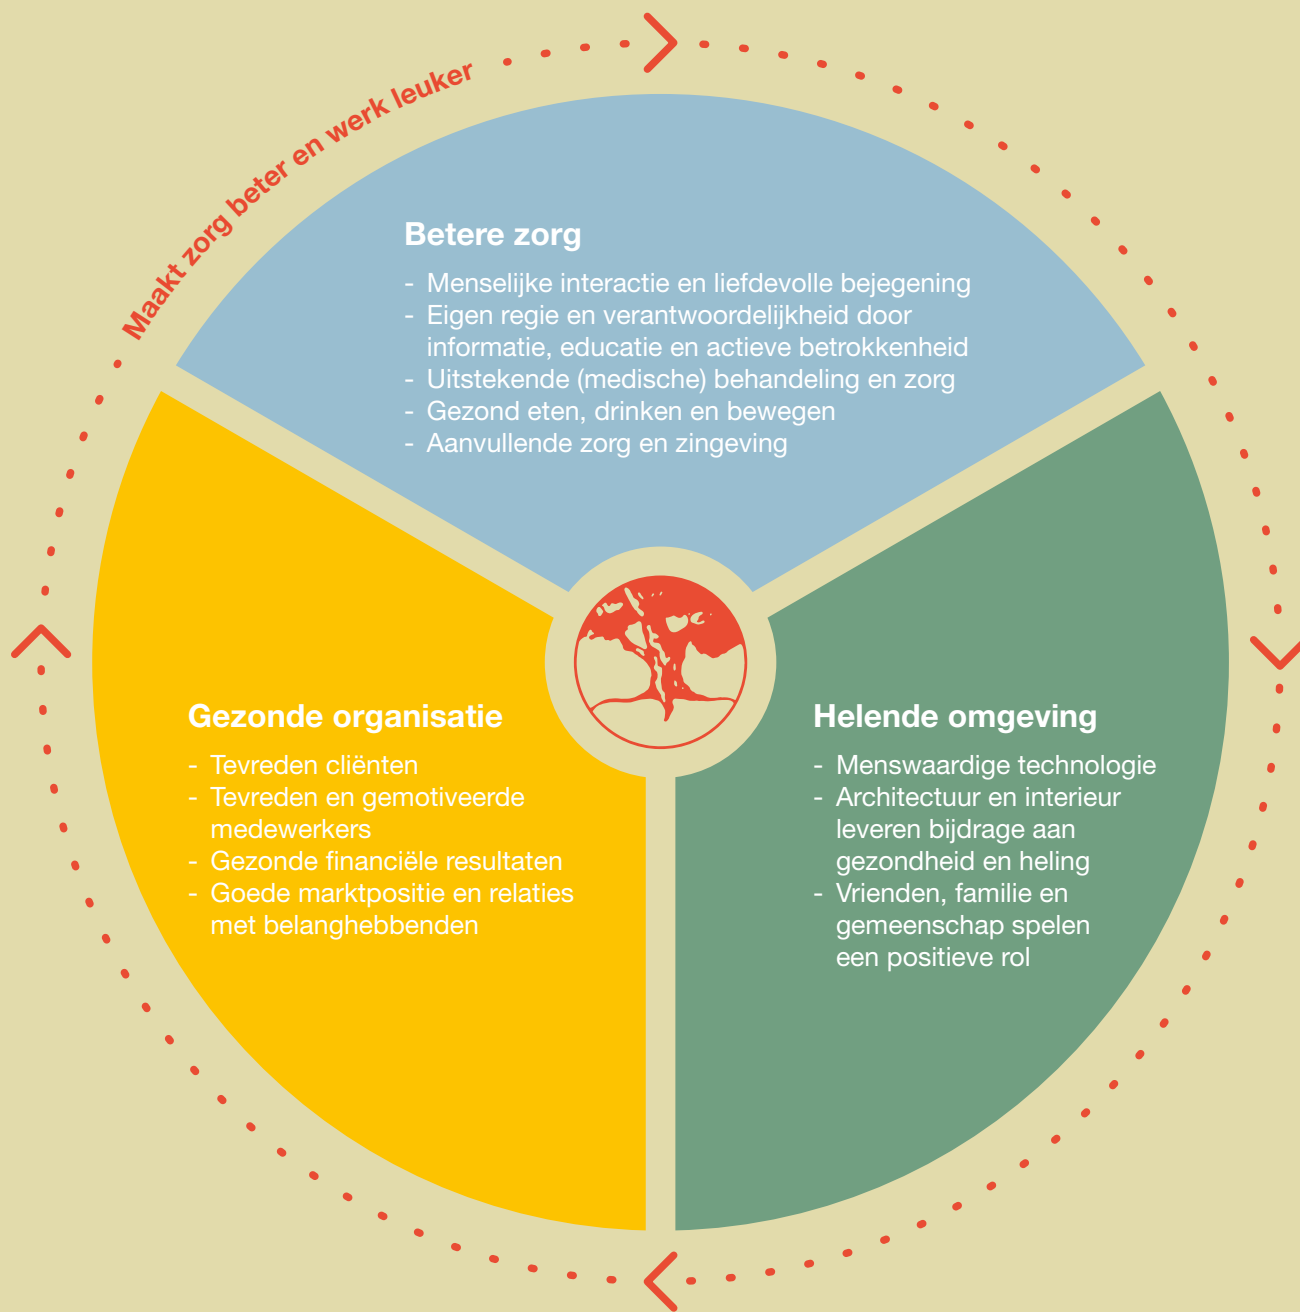 Maakt zorg beter en werk leuker
Betere zorg
- Menselijke interactie en liefdevolle bejegening
- Eigen regie en verantwoordelijkheid door
informatie, educatie en actieve betrokkenheid
- Uitstekende (medische) behandeling en zorg
- Gezond eten, drinken en bewegen
- Aanvullende zorg en zingeving
Gezonde organisatie
- Tevreden cliënten
- Tevreden en gemotiveerde
medewerkers
- Gezonde financiële resultaten
- Goede marktpositie en relaties
met belanghebbenden
Helende omgeving
- Menswaardige technologie
- Architectuur en interieur
leveren bijdrage aan
gezondheid en heling
- Vrienden, familie en
gemeenschap spelen
een positieve rol